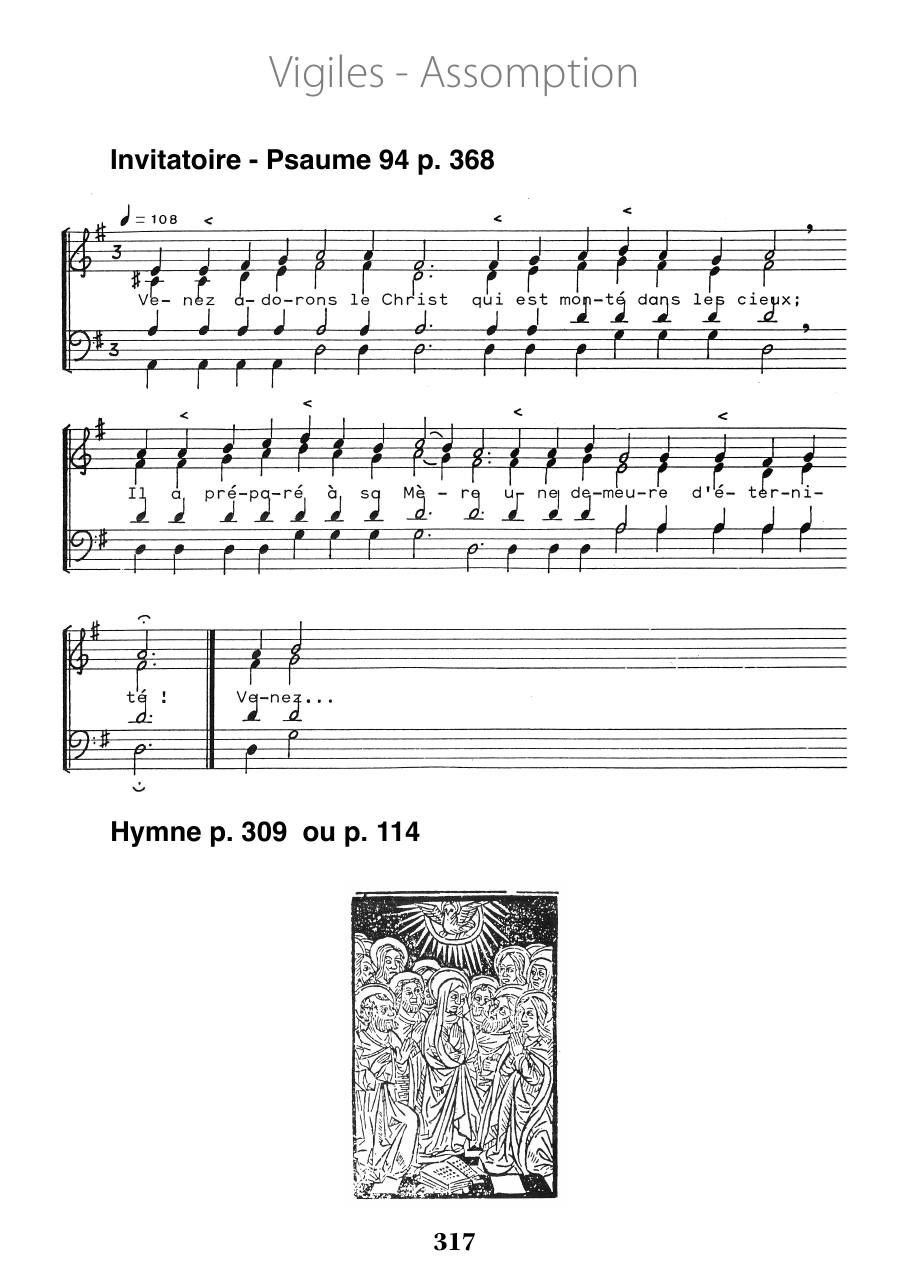 Vigiles - Assomption
Invitatoire - Psaume 94 p. 368
= 108
3
Ve- nez a-do-rons le Christ qui est mon-té dans les cieux;
3
Il a pré-pa-ré à sa Mè - re u- ne de-meu-re d'é- ter-ni-
té ! Ve-nez...
Hymne p. 309 ou p. 114
317